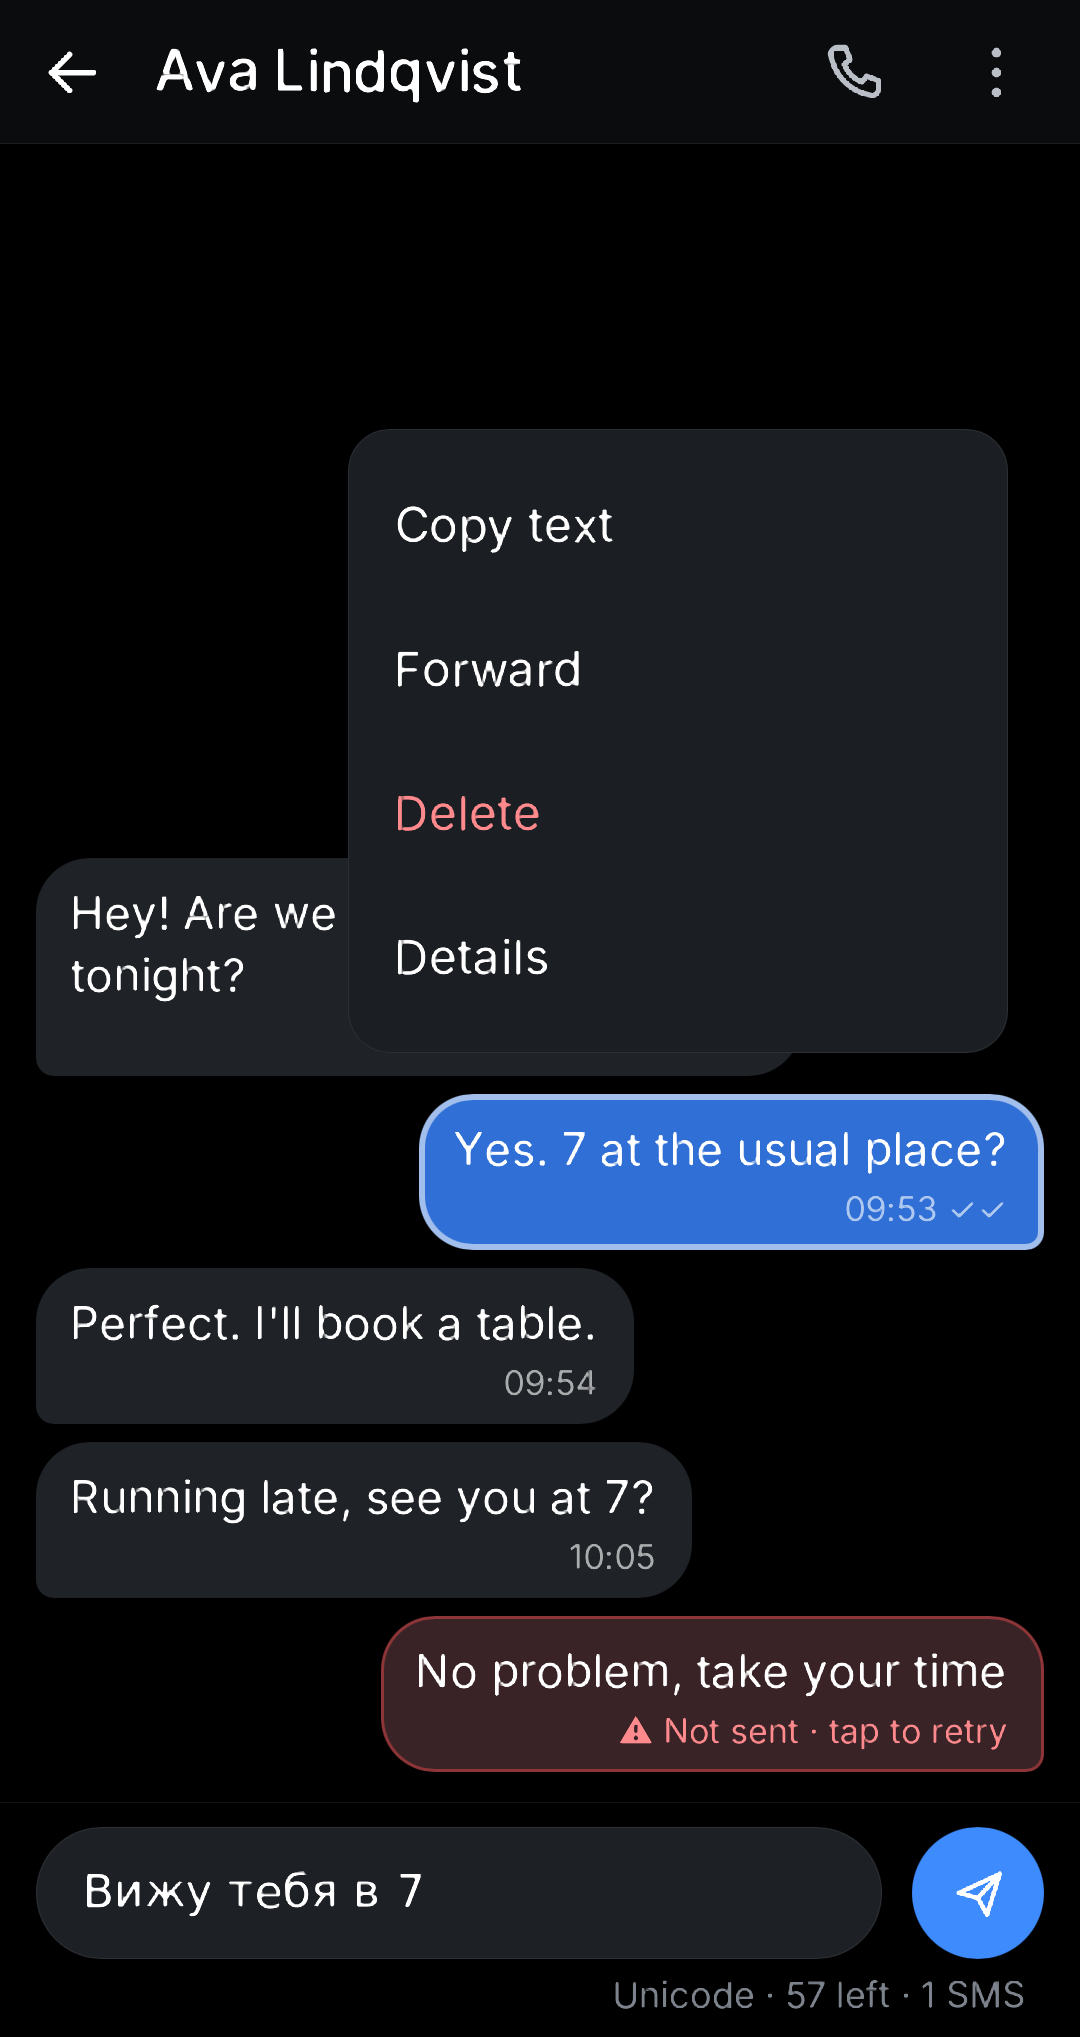 Ava Lindqvist
Copy text
Forward
Delete
Details
Hey! Are we
tonight?
Yes. 7 at the usual place?
09:53
Perfect. I'll book a table.
09:54
Running late, see you at 7?
10:05
No problem, take your time
Not sent · tap to retry
Вижу тебя в 7
Unicode · 57 left · 1 SMS